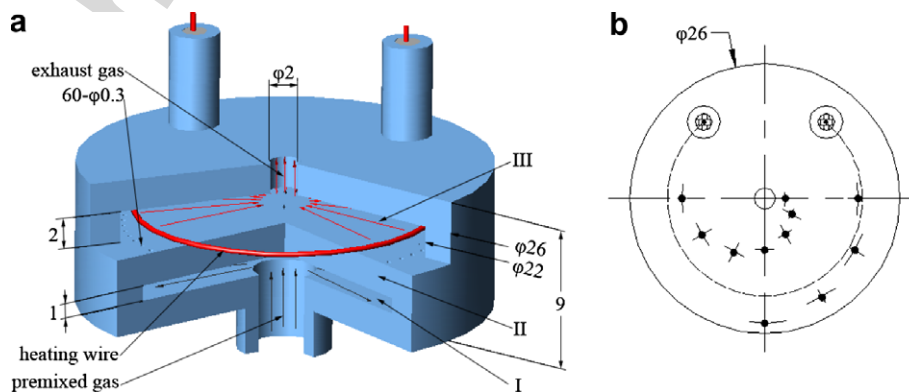 a
b
exhaust gas
φ2
φ26
60-φ0.3
III
2
φ26
φ22
9
1
II
heating wire
premixed gas
I